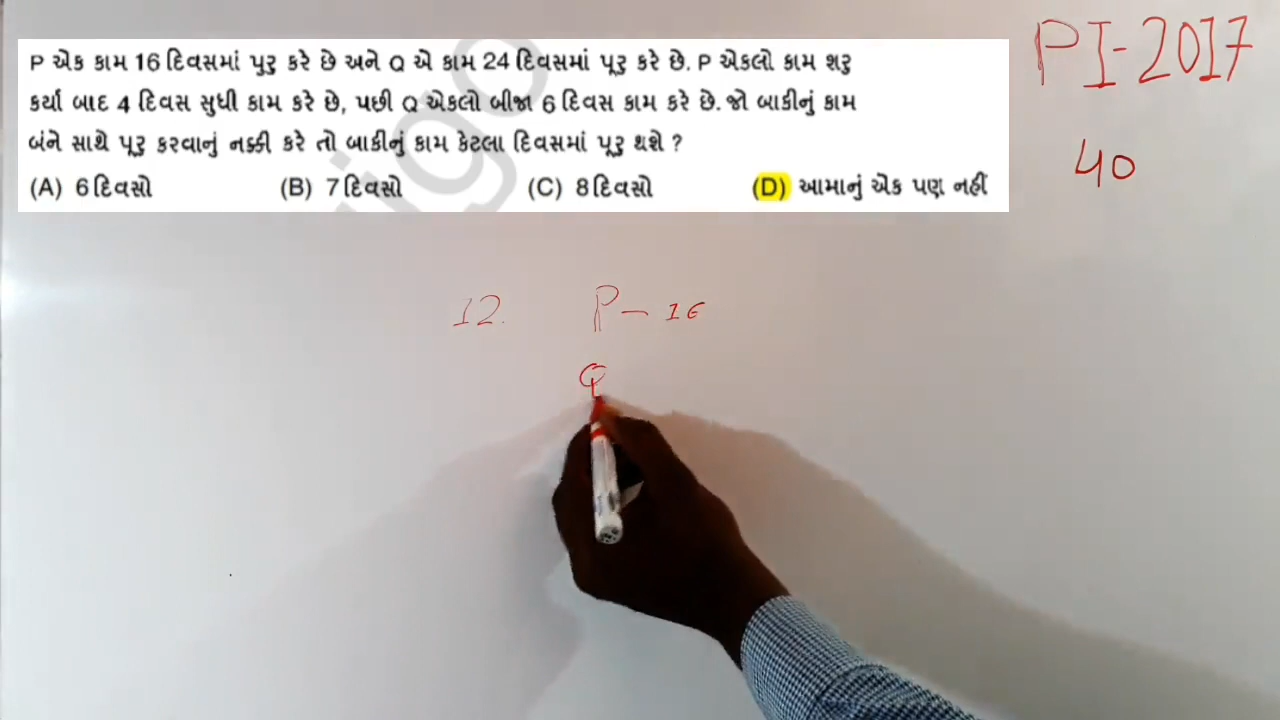 P એક કામ 16 દિવસમાં પુરુ કરે છે અને Q એ કામ 24 દિવસમાં પૂરુ કરે છે. P એકલો કામ શરુ
કર્યા બાદ 4 દિવસ સુધી કામ કરે છે, પછી Q એકલો બીજા 6 દિવસ કામ કરે છે. જો બાકીનું કામ
બંને સાથે પૂરુ કરવાનું નક્કી કરે તો બાકીનું કામ કેટલા દિવસમાં પૂરુ થશે ?
(A) 6 દિવસો (B) 7 દિવસો (C) 8 દિવસો (D) આમાનું એક પણ નહીં
PI-2017
40
12. P - 16
Q